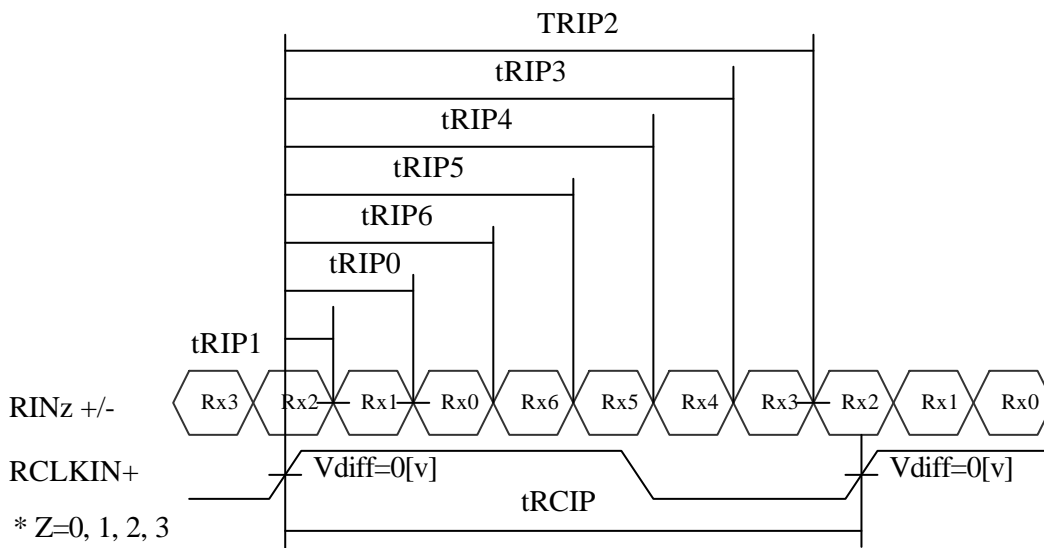 TRIP2
tRIP3
tRIP4
tRIP5
tRIP6
tRIP0
tRIP1
RINz +/- Rx3 Rx2 Rx1 Rx0 Rx6 Rx5 Rx4 Rx3 Rx2 Rx1 Rx0
RCLKIN+ Vdiff=0[v] Vdiff=0[v]
tRCIP
* Z=0, 1, 2, 3